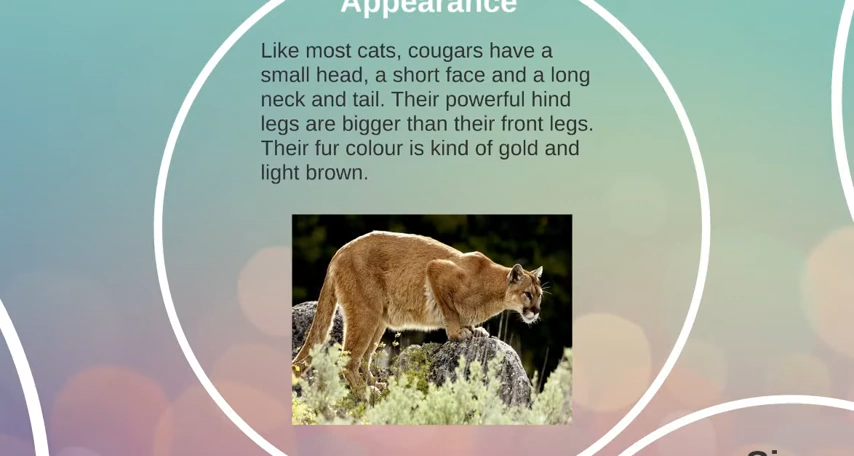 Appearance
Like most cats, cougars have a
small head, a short face and a long
neck and tail. Their powerful hind
legs are bigger than their front legs.
Their fur colour is kind of gold and
light brown.